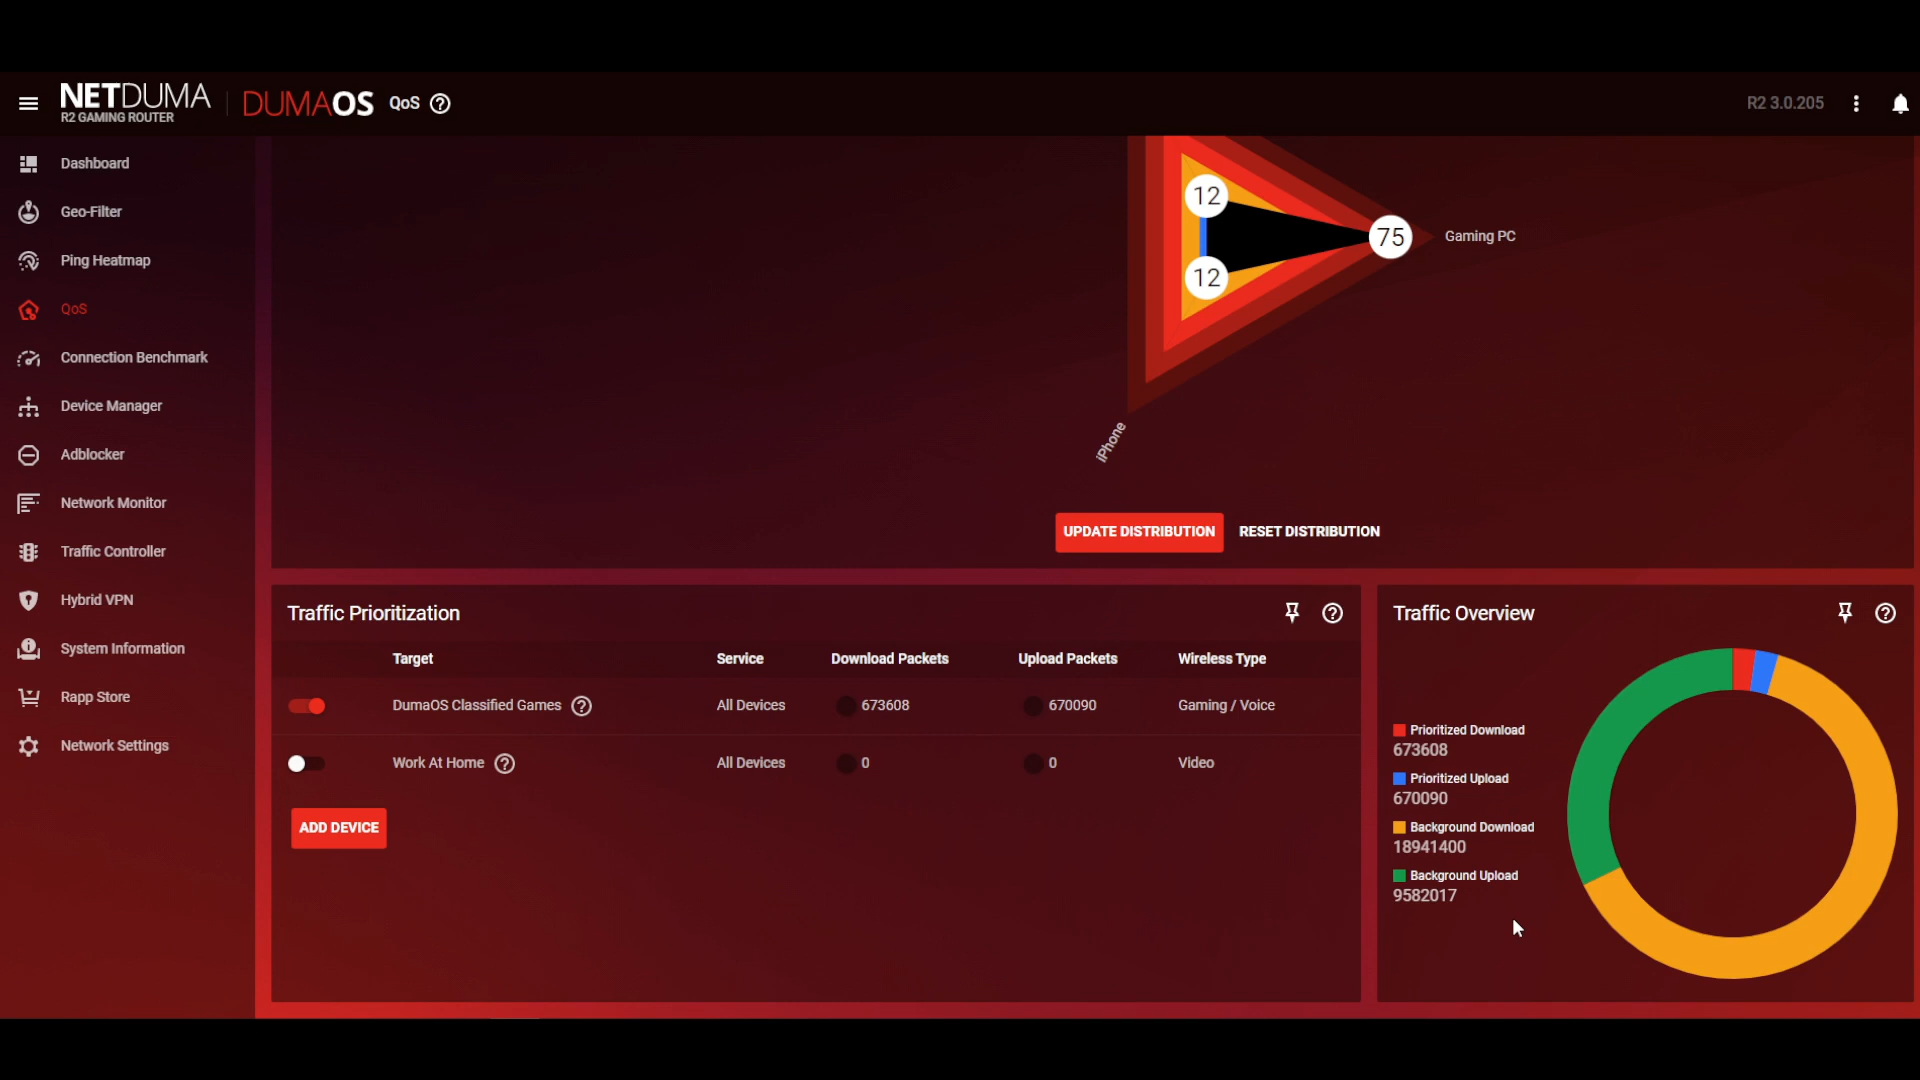 NETDUMA
R2 GAMING ROUTER
DUMAOS QoS ?
R2 3.0.205
Dashboard
Geo-Filter
Ping Heatmap
QoS
Connection Benchmark
Device Manager
Adblocker
Network Monitor
Traffic Controller
Hybrid VPN
System Information
Rapp Store
Network Settings
12
75 Gaming PC
12
iPhone
UPDATE DISTRIBUTION RESET DISTRIBUTION
Traffic Prioritization ?
Target Service Download Packets Upload Packets Wireless Type
DumaOS Classified Games ? All Devices 673608 670090 Gaming / Voice
Work At Home ? All Devices 0 0 Video
ADD DEVICE
Traffic Overview ?
Prioritized Download
673608
Prioritized Upload
670090
Background Download
18941400
Background Upload
9582017